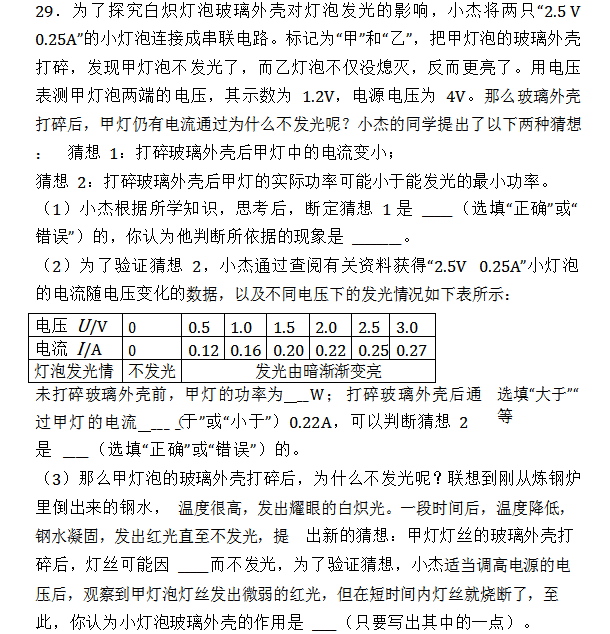 29．为了探究白炽灯泡玻璃外壳对灯泡发光的影响，小杰将两只“2.5 V
0.25A”的小灯泡连接成串联电路。标记为“甲”和“乙”，把甲灯泡的玻璃外壳
打碎，发现甲灯泡不发光了，而乙灯泡不仅没熄灭，反而更亮了。用电压
表测甲灯泡两端的电压，其示数为 1.2V，电源电压为 4V。那么玻璃外壳
打碎后，甲灯仍有电流通过为什么不发光呢？小杰的同学提出了以下两种猜想
： 猜想 1：打碎玻璃外壳后甲灯中的电流变小；
猜想 2：打碎玻璃外壳后甲灯的实际功率可能小于能发光的最小功率。
（1）小杰根据所学知识，思考后，断定猜想 1 是 ____（选填“正确”或“
错误”）的，你认为他判断所依据的现象是 _______。
（2）为了验证猜想 2，小杰通过查阅有关资料获得“2.5V 0.25A”小灯泡
的电流随电压变化的数据，以及不同电压下的发光情况如下表所示：
电压 U/V 0 0.5 1.0 1.5 2.0 2.5 3.0
电流 I/A 0 0.12 0.16 0.20 0.22 0.25 0.27
灯泡发光情 不发光 发光由暗渐渐变亮
未打碎玻璃外壳前，甲灯的功率为____W； 打碎玻璃外壳后通 选填“大于”“
过甲灯的电流_____ _（于”或“小于”）0.22A，可以判断猜想 2 等
是 ____（选填“正确”或“错误”）的。
（3）那么甲灯泡的玻璃外壳打碎后，为什么不发光呢？联想到刚从炼钢炉
里倒出来的钢水， 温度很高，发出耀眼的白炽光。一段时间后，温度降低，
钢水凝固，发出红光直至不发光，提 出新的猜想：甲灯灯丝的玻璃外壳打
碎后，灯丝可能因 ____而不发光，为了验证猜想，小杰适当调高电源的电
压后，观察到甲灯泡灯丝发出微弱的红光，但在短时间内灯丝就烧断了，至
此，你认为小灯泡玻璃外壳的作用是 ___（只要写出其中的一点）。